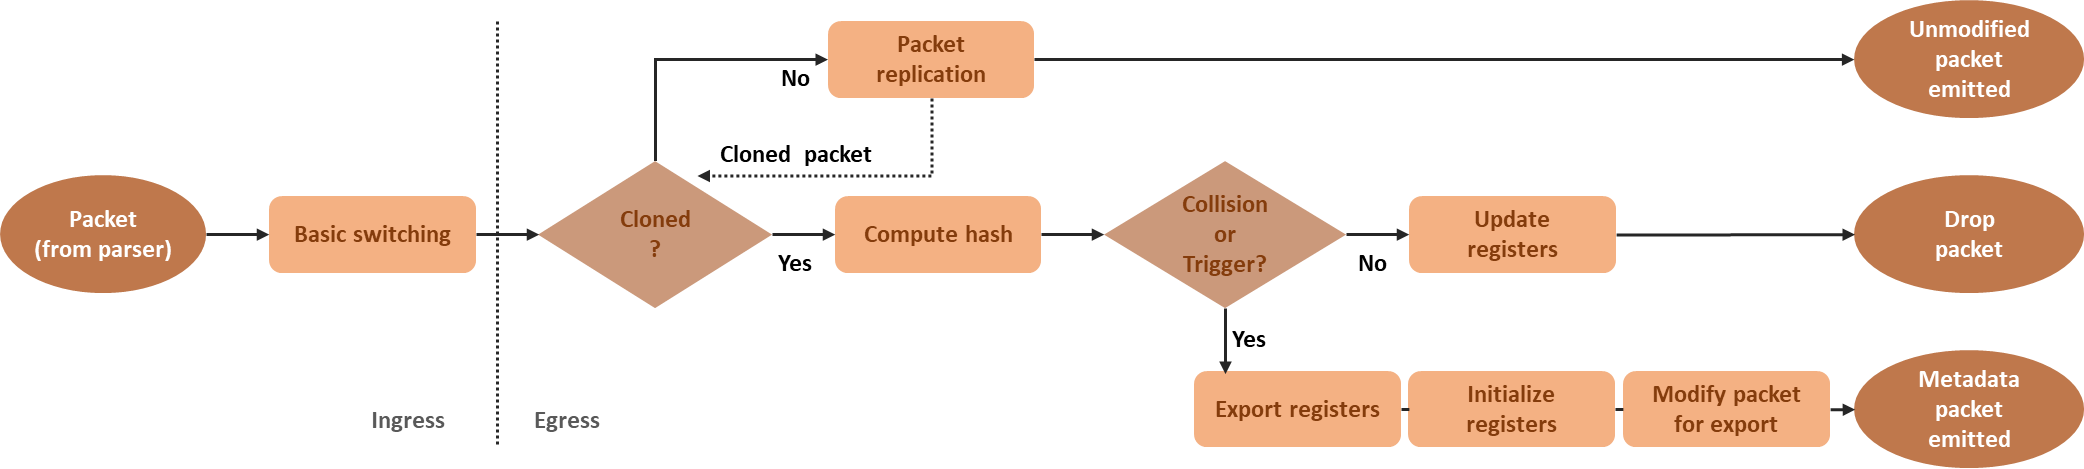 Packet
(from parser)
Basic switching
Ingress
Egress
Cloned
?
No
Packet
replication
Cloned packet
Yes
Compute hash
Collision
or
Trigger?
No
Update
registers
Yes
Export registers
Initialize
registers
Modify packet
for export
Unmodified
packet
emitted
Drop
packet
Metadata
packet
emitted